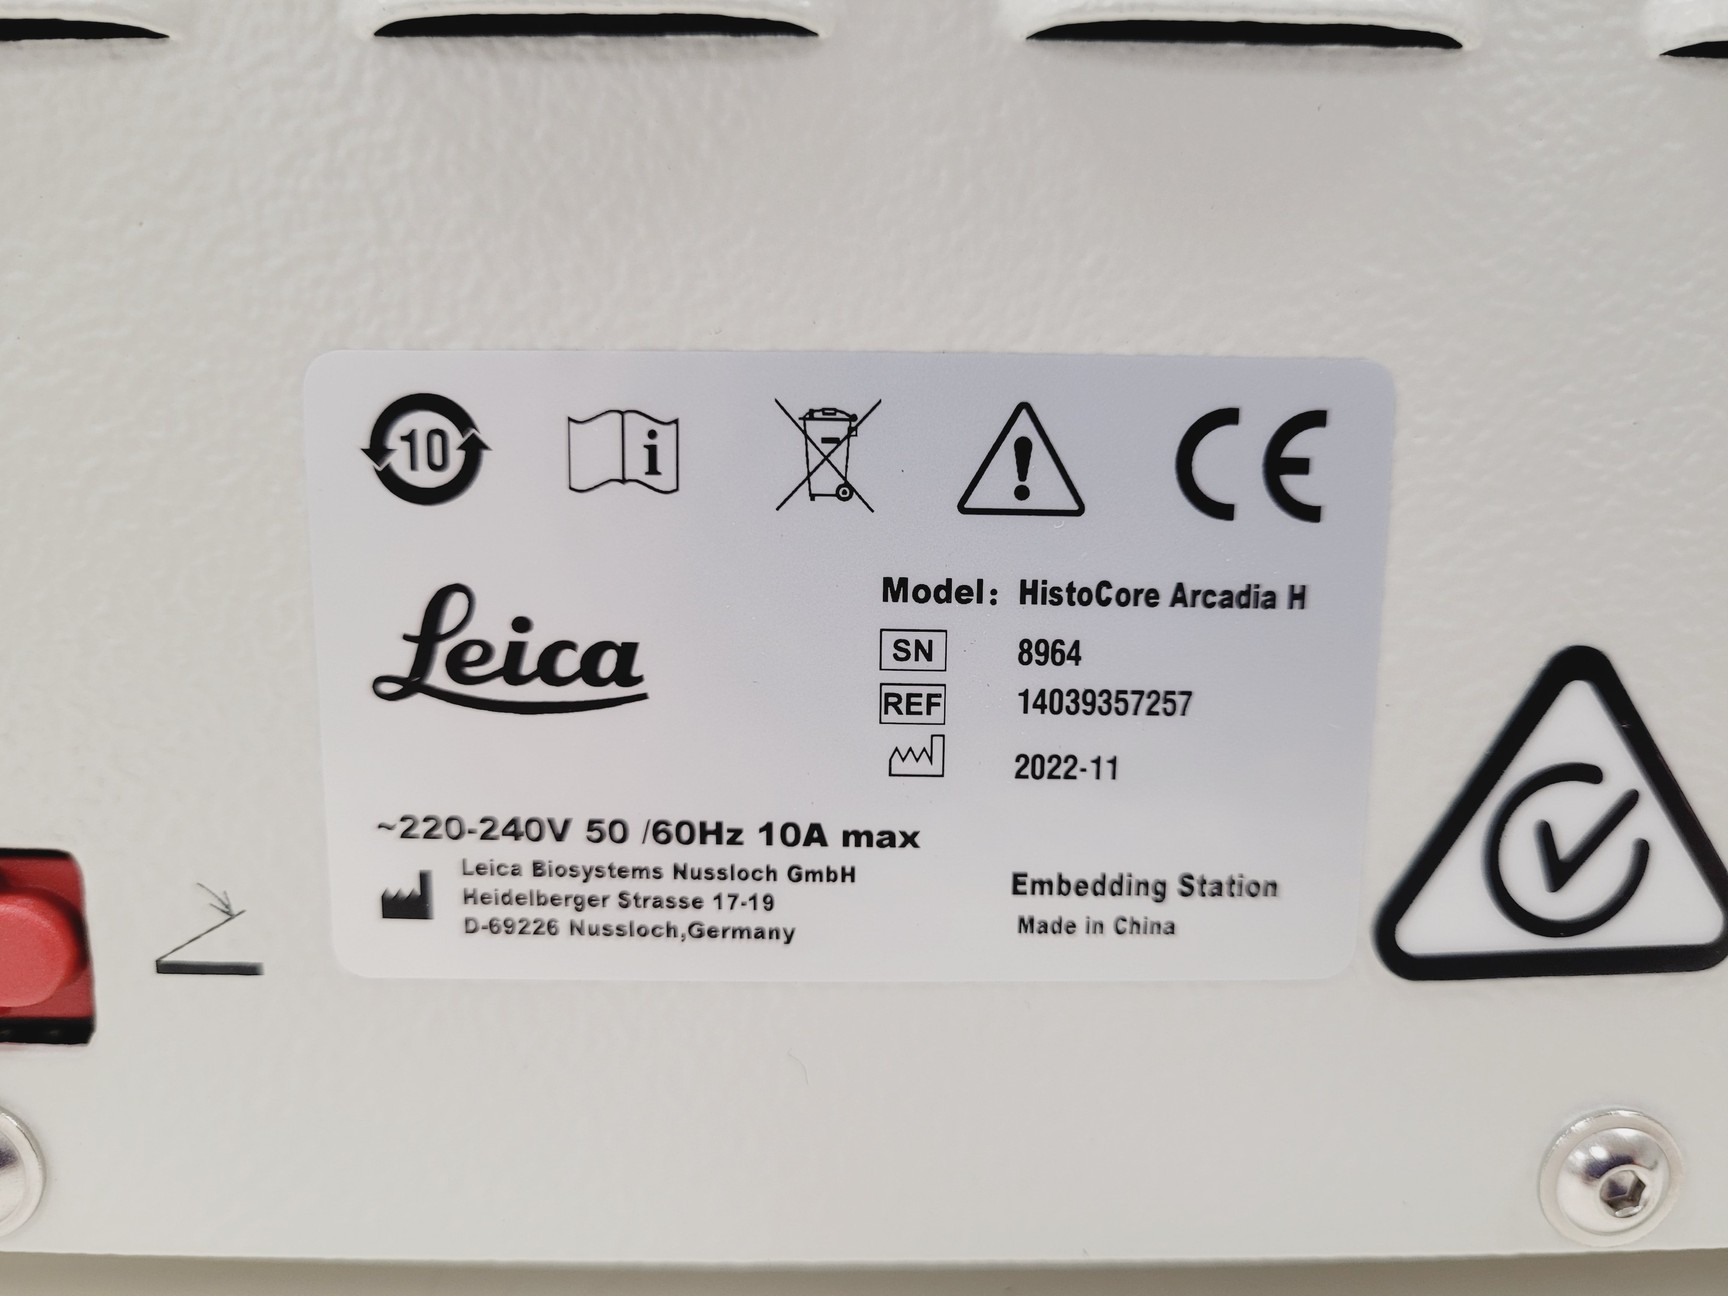 10
i
CE
Leica
Model: HistoCore Arcadia H
SN 8964
REF 14039357257
2022-11
~220-240V 50 /60Hz 10A max
Leica Biosystems Nussloch GmbH
Heidelberger Strasse 17-19
D-69226 Nussloch,Germany
Embedding Station
Made in China